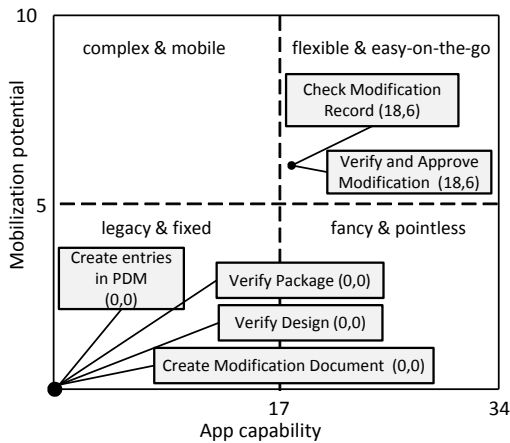 10
complex & mobile
flexible & easy-on-the-go
Check Modification
Record (18,6)
Verify and Approve
Modification (18,6)
Mobilization potential
5
legacy & fixed
fancy & pointless
Create entries
in PDM
(0,0)
Verify Package (0,0)
Verify Design (0,0)
Create Modification Document (0,0)
17
34
App capability